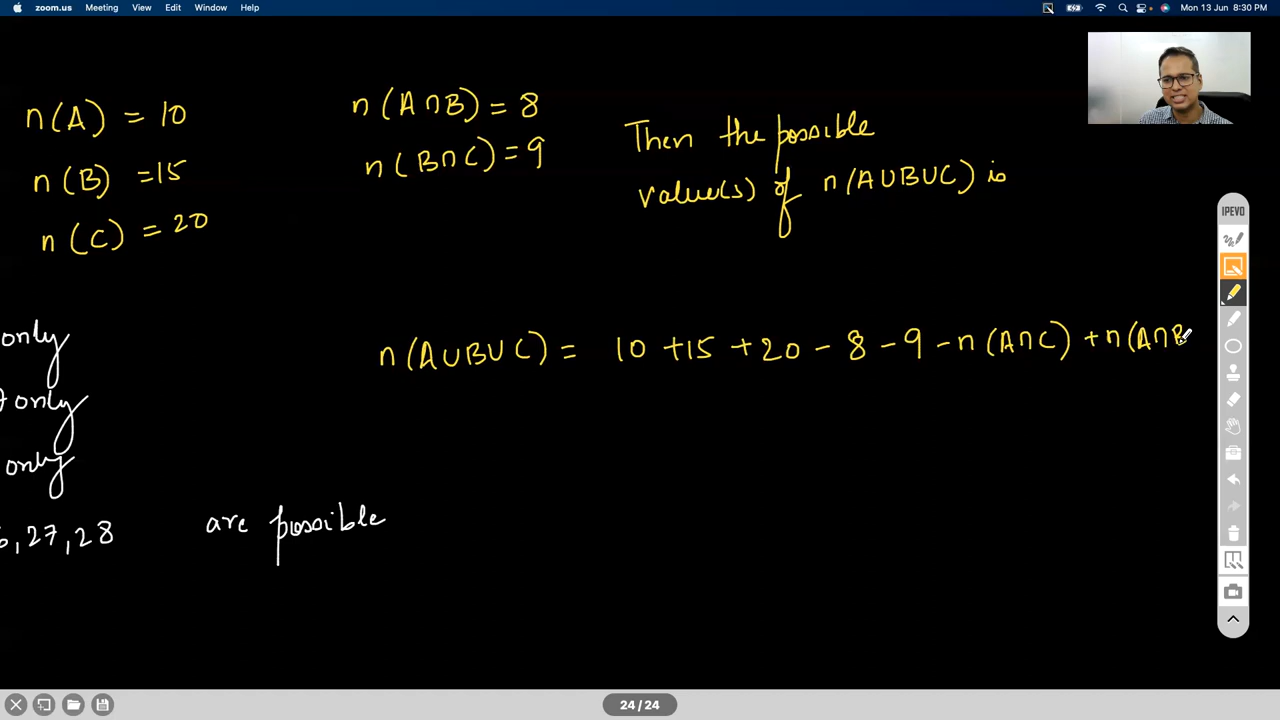 zoom.us Meeting View Edit Window Help Mon 13 Jun 8:30 PM
n(A) = 10
n(B) = 15
n(C) = 20
n(A∩B) = 8
n(B∩C) = 9
Then the possible
value(s) of n(A∪B∪C) is
IPEVO
n(A∪B∪C) = 10 + 15 + 20 - 8 - 9 - n(A∩C) + n(A∩B
only
only
only
, 27, 28 are possible
24 / 24